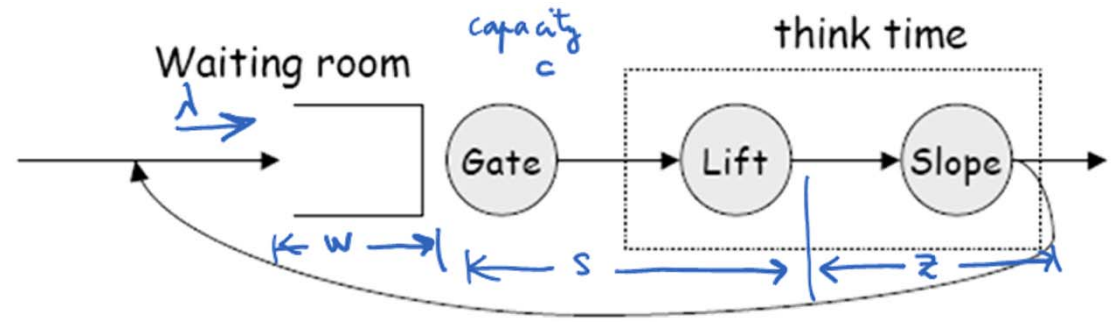 capacity
c
think time
Waiting room
λ
Gate
Lift
Slope
W
S
Z